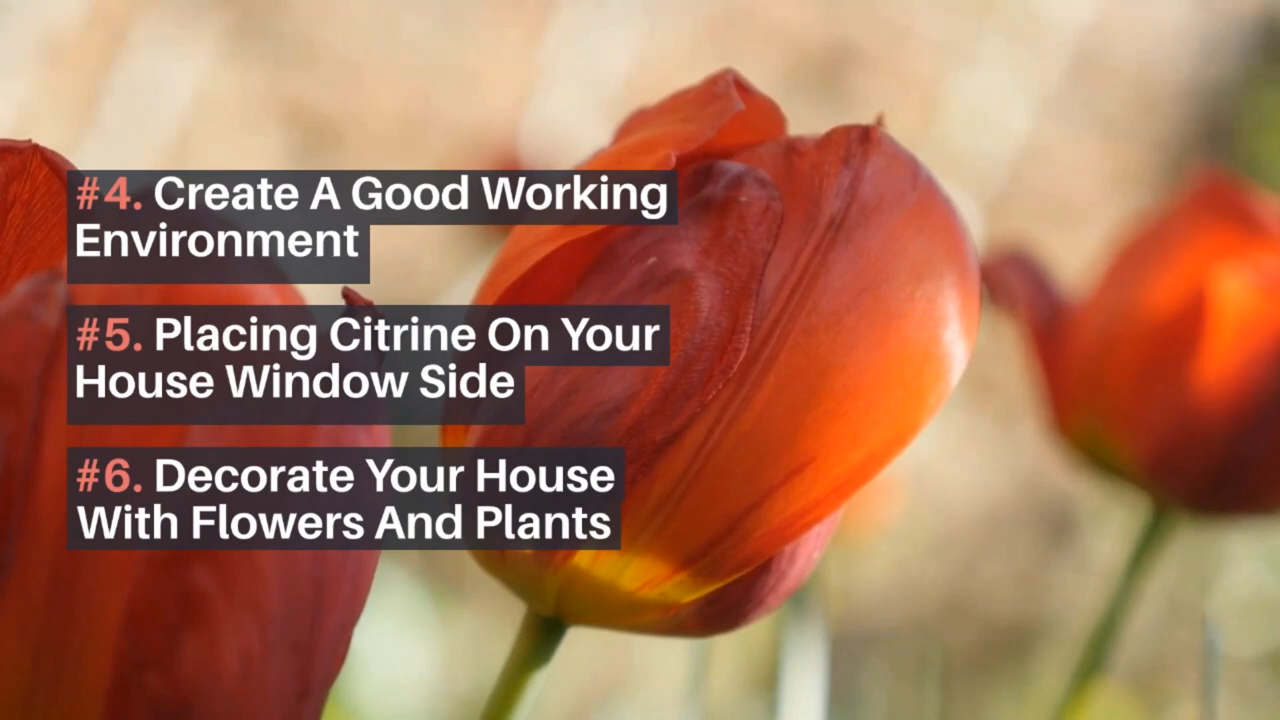 #4. Create A Good Working
Environment
#5. Placing Citrine On Your
House Window Side
#6. Decorate Your House
With Flowers And Plants